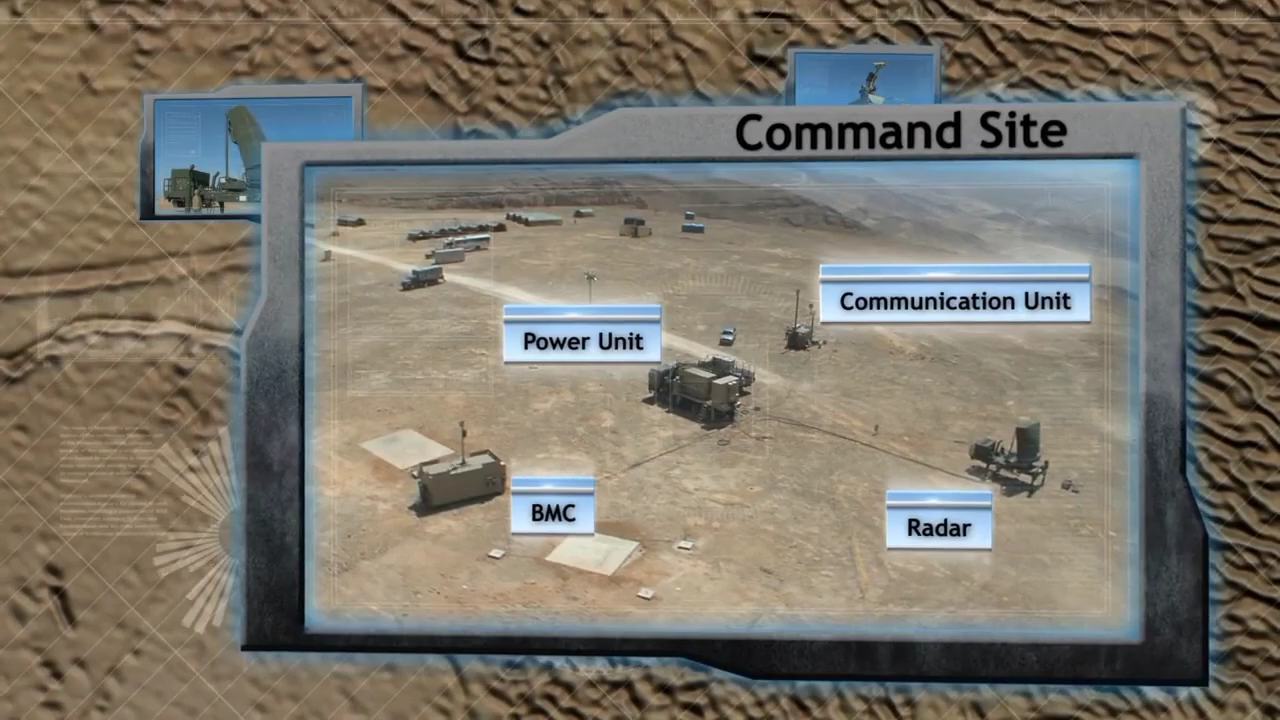 Command Site
Communication Unit
Power Unit
BMC
Radar